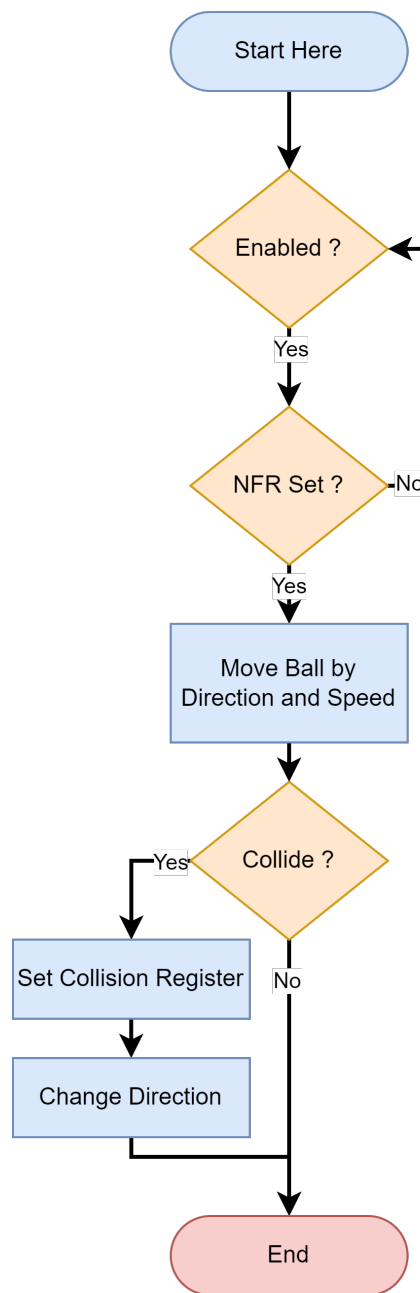 Start Here
Enabled ?
Yes
NFR Set ?
No
Yes
Move Ball by
Direction and Speed
Collide ?
Yes
Set Collision Register
No
Change Direction
End